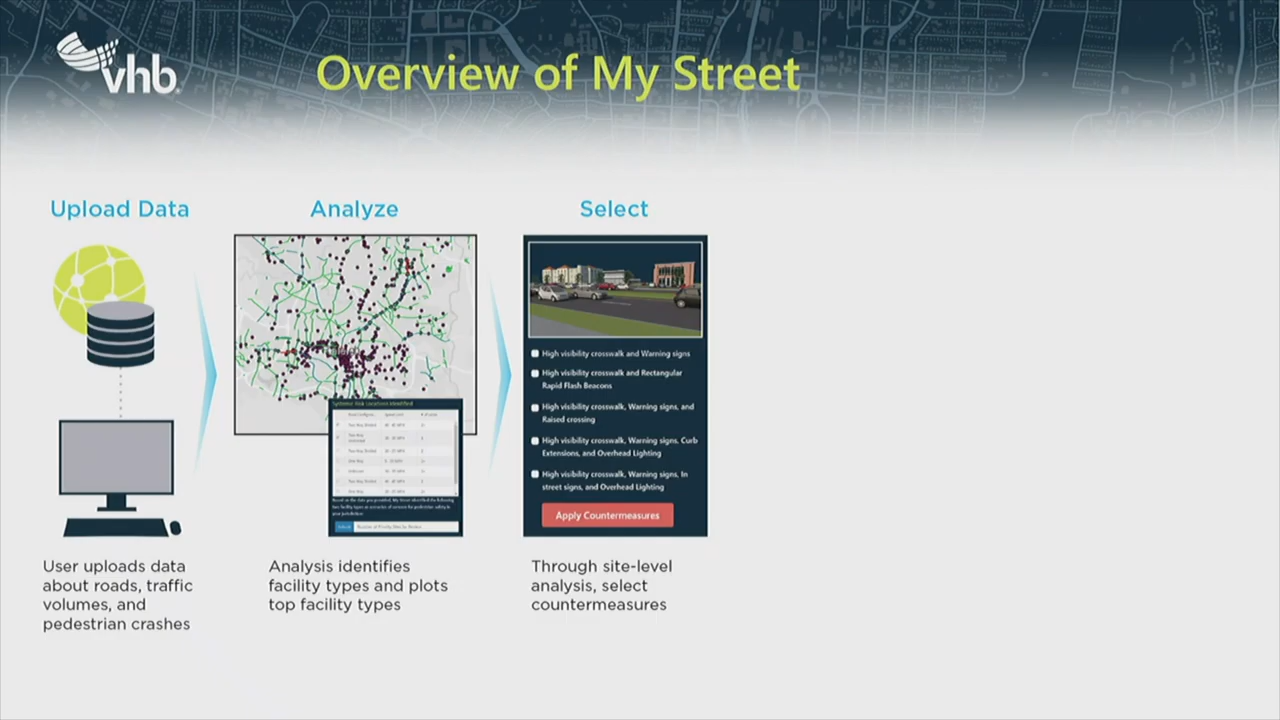 vhb
Overview of My Street
Upload Data
Analyze
Select
High visibility crosswalk and Warning signs
High visibility crosswalk and Rectangular
Rapid Flash Beacons
High visibility crosswalk, Warning signs, and
Raised crossing
High visibility crosswalk, Warning signs, Curb
Extensions, and Overhead Lighting
High visibility crosswalk, Warning signs, In
street signs, and Overhead Lighting
Apply Countermeasures
User uploads data
about roads, traffic
volumes, and
pedestrian crashes
Analysis identifies
facility types and plots
top facility types
Through site-level
analysis, select
countermeasures